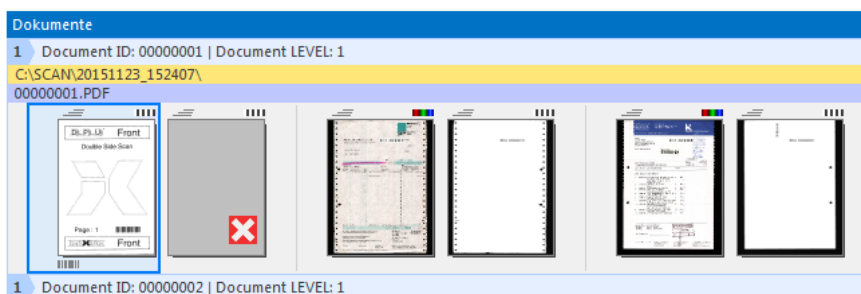 Dokumente
1 Document ID: 00000001 | Document LEVEL: 1
C:\SCAN\20151123_152407\
00000001.PDF
Front
Double Side Scan
Page : 1
Front
1 Document ID: 00000002 | Document LEVEL: 1